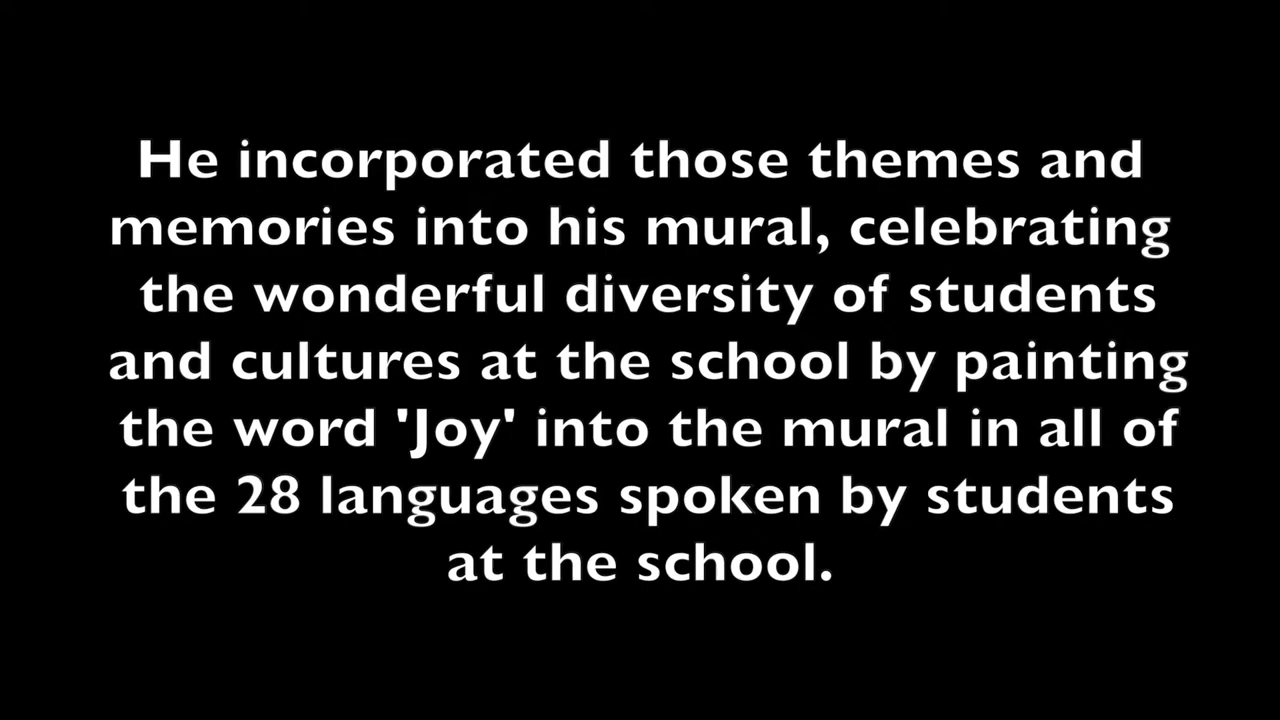 He incorporated those themes and
memories into his mural, celebrating
the wonderful diversity of students
and cultures at the school by painting
the word 'Joy' into the mural in all of
the 28 languages spoken by students
at the school.